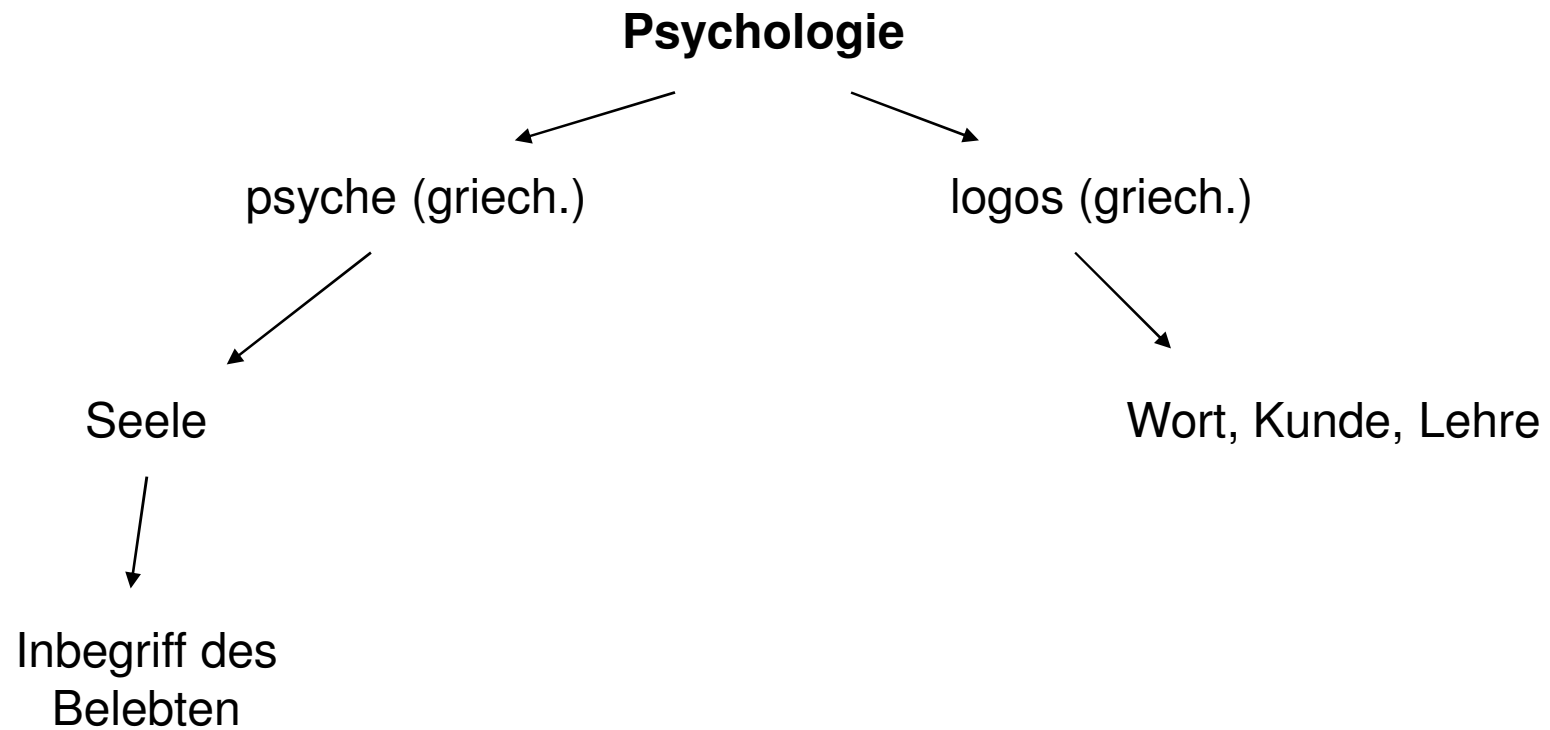 Psychologie
psyche (griech.)
logos (griech.)
Seele
Wort, Kunde, Lehre
Inbegriff des
Belebten